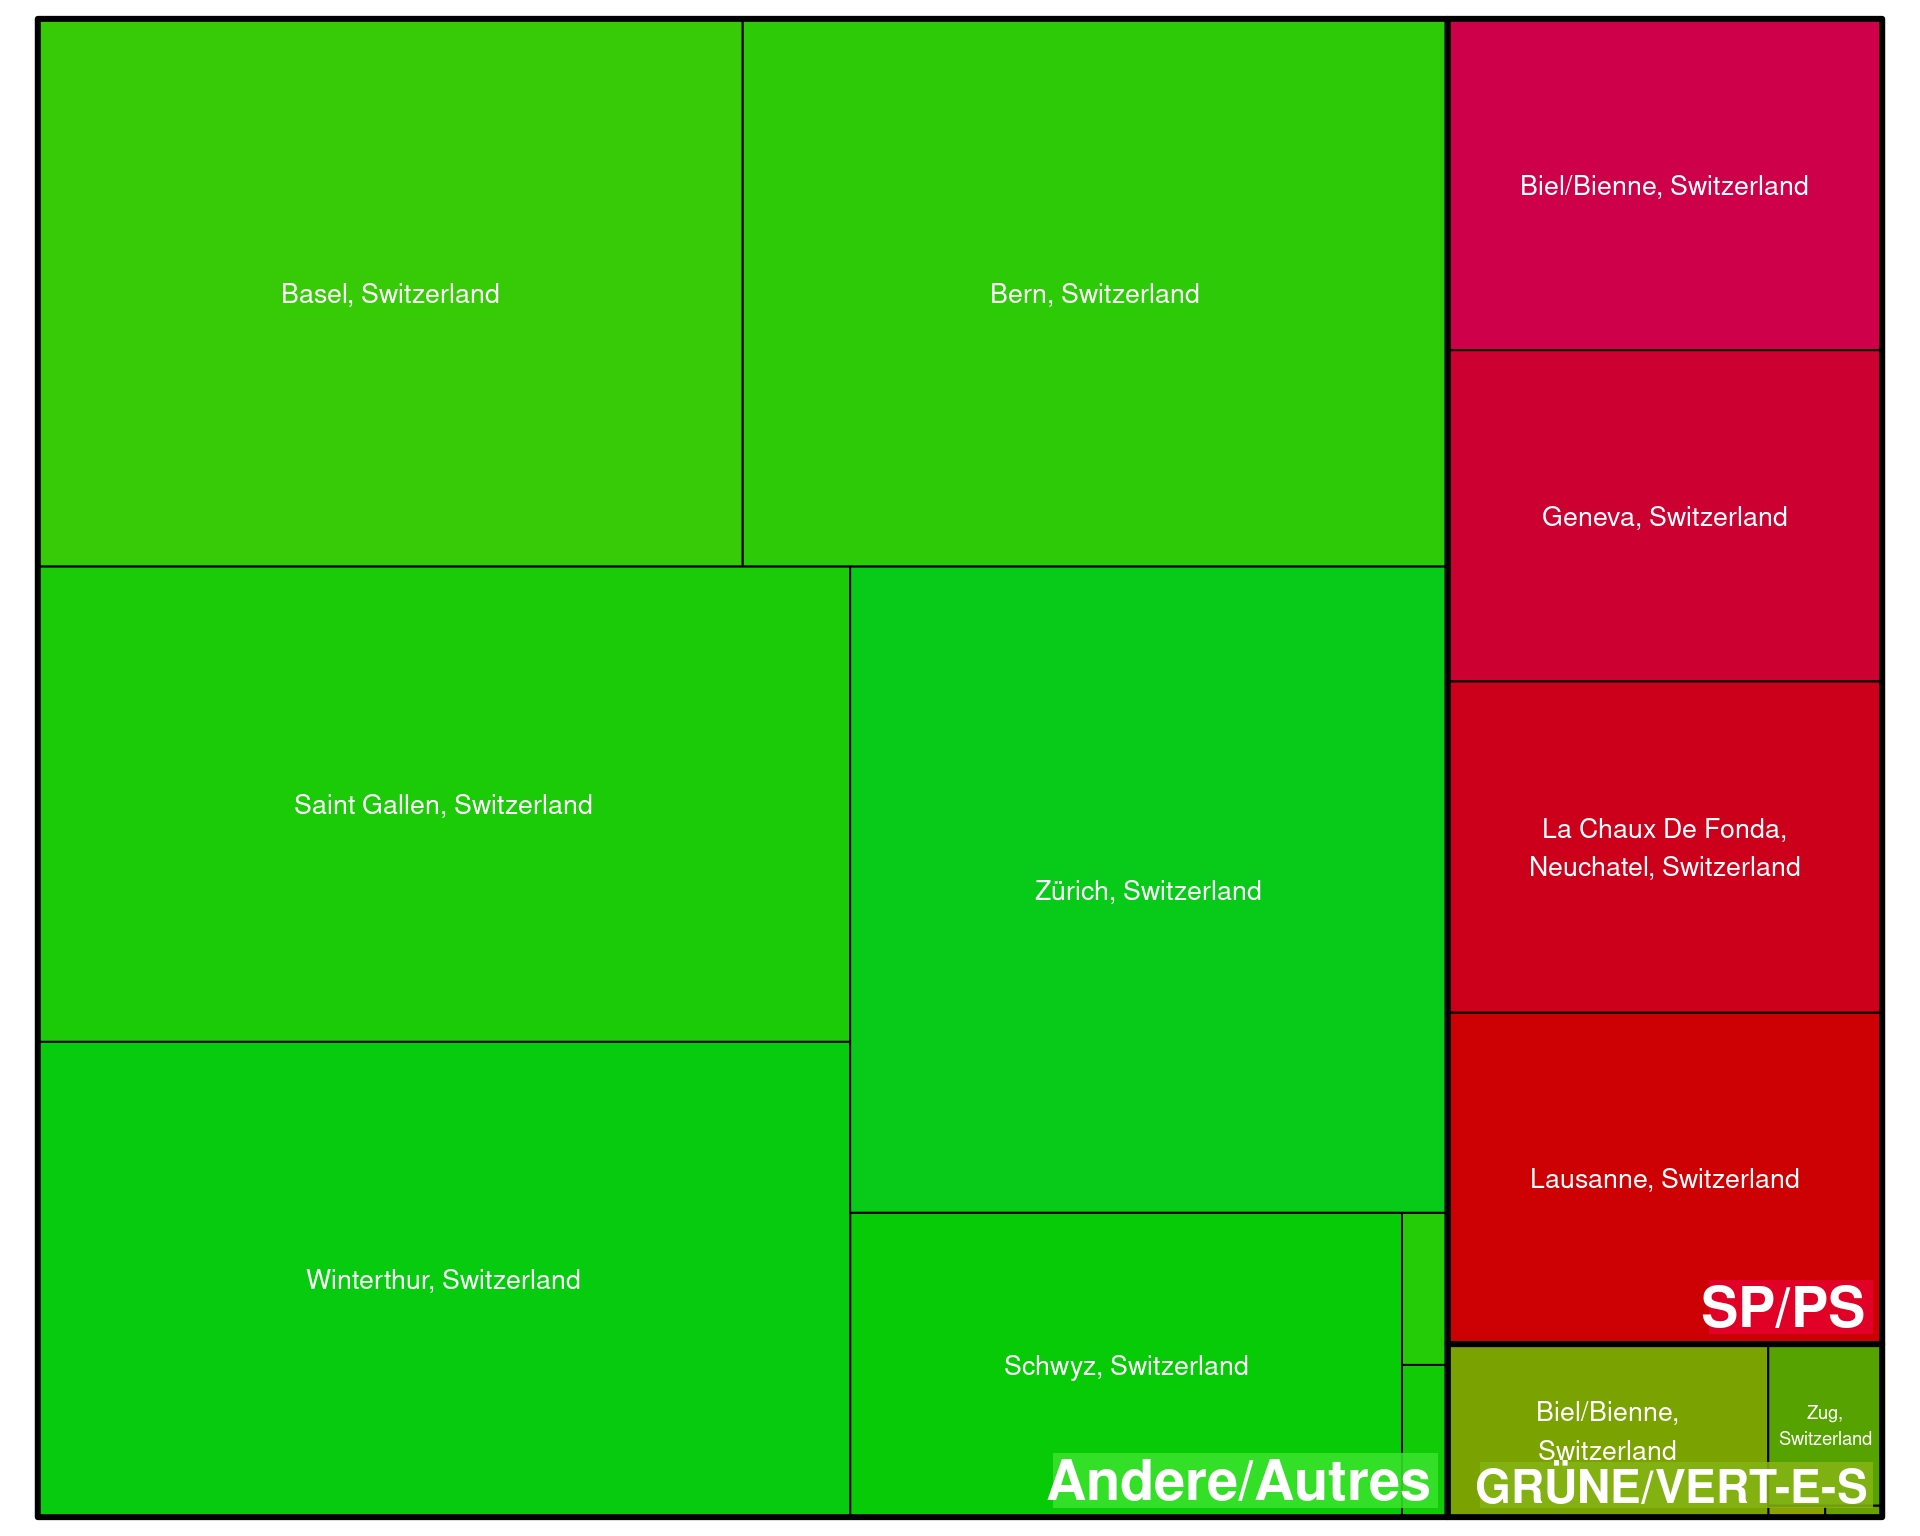 Basel, Switzerland
Bern, Switzerland
Biel/Bienne, Switzerland
Geneva, Switzerland
Saint Gallen, Switzerland
Zürich, Switzerland
La Chaux De Fonda,
Neuchatel, Switzerland
Lausanne, Switzerland
Winterthur, Switzerland
SP/PS
Schwyz, Switzerland
Andere/Autres
Biel/Bienne,
Switzerland
Zug,
Switzerland
GRÜNE/VERT-E-S